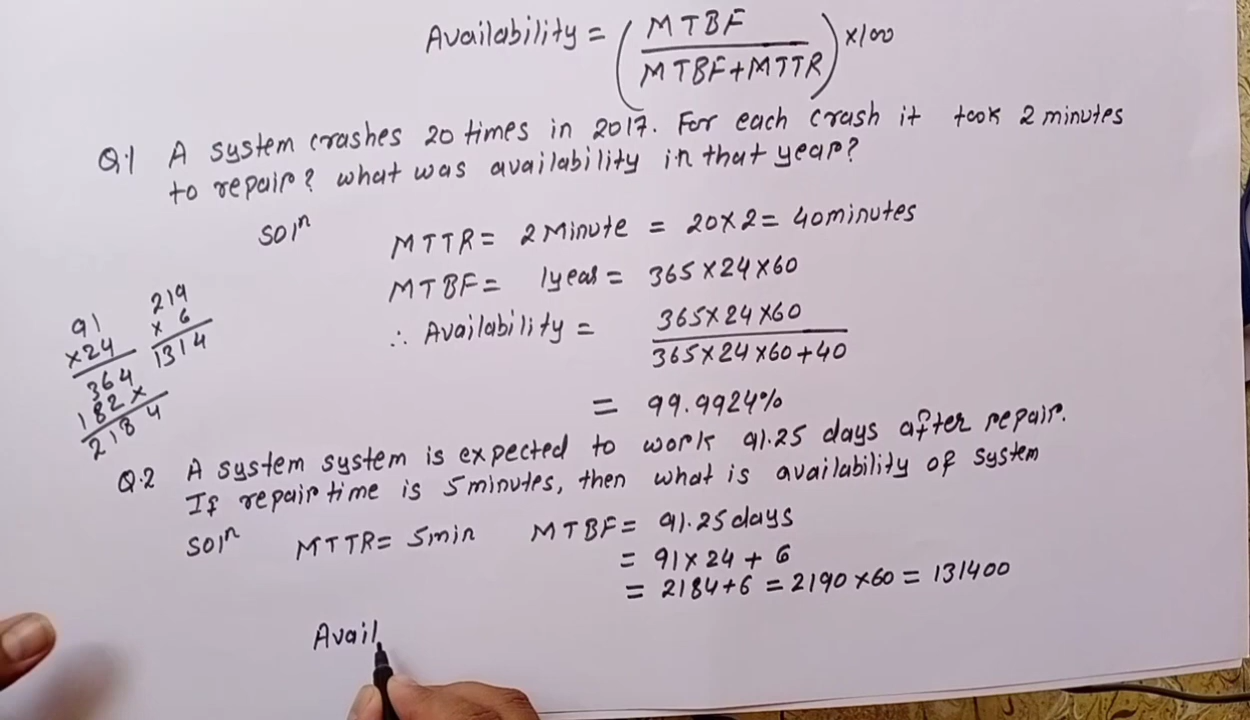 Availability = ( MTBF / MTBF+MTTR ) ×100
Q.1 A system crashes 20 times in 2017. For each crash it took 2 minutes
to repair? what was availability in that year?
Solⁿ
MTTR = 2 Minute = 20×2 = 40 minutes
MTBF = 1 year = 365×24×60
∴ Availability = 365×24×60 / 365×24×60+40
= 99.9924%
91
×24
364
182×
2184
219
× 6
1314
Q.2 A system system is expected to work 91.25 days after repair.
If repair time is 5 minutes, then what is availability of system
Solⁿ MTTR = 5min MTBF = 91.25 days
= 91×24 + 6
= 2184+6 = 2190×60 = 131400
Avail